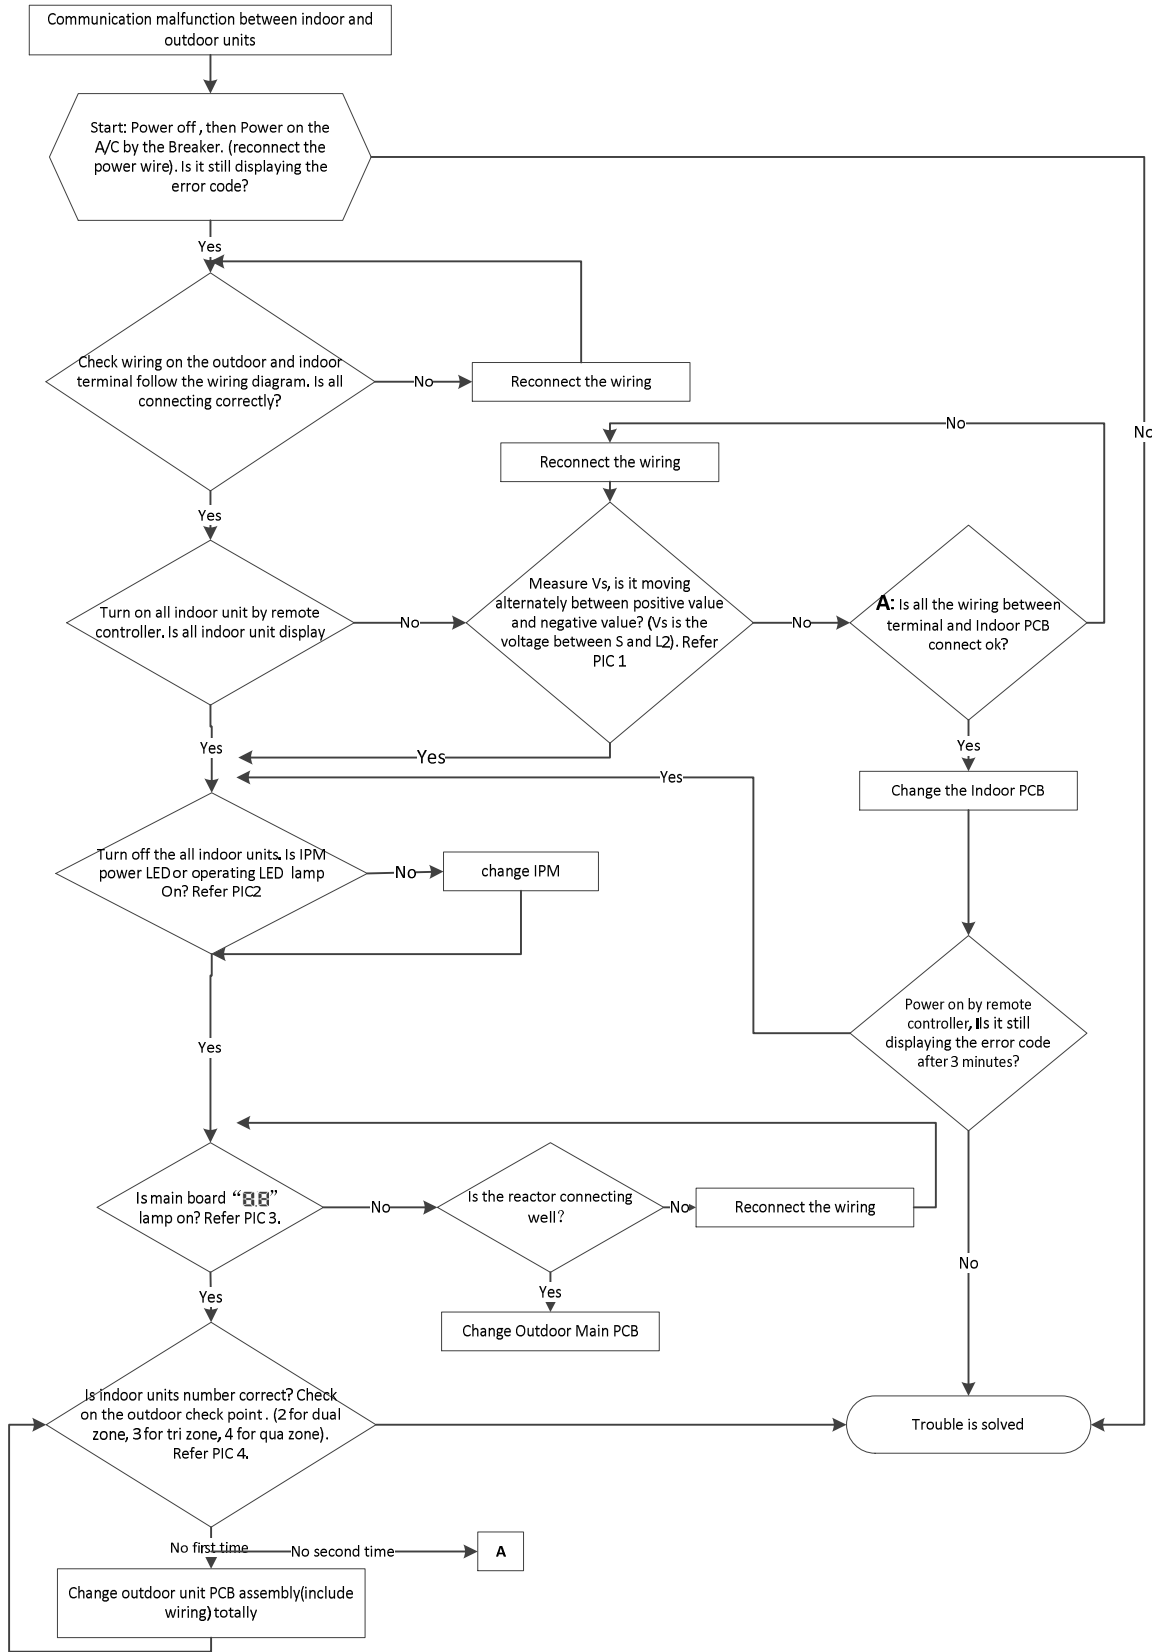 Communication malfunction between indoor and
outdoor units
Start: Power off , then Power on the
A/C by the Breaker. (reconnect the
power wire). Is it still displaying the
error code?
Yes
No
Check wiring on the outdoor and indoor
terminal follow the wiring diagram. Is all
connecting correctly?
No
Reconnect the wiring
Yes
No
Reconnect the wiring
Turn on all indoor unit by remote
controller. Is all indoor unit display
No
Measure Vs, is it moving
alternately between positive value
and negative value? (Vs is the
voltage between S and L2). Refer
PIC 1
No
A: Is all the wiring between
terminal and Indoor PCB
connect ok?
Yes
Yes
Yes
Yes
Change the Indoor PCB
Turn off the all indoor units. Is IPM
power LED or operating LED lamp
On? Refer PIC2
No
change IPM
Yes
Power on by remote
controller, Is it still
displaying the error code
after 3 minutes?
Is main board “8.8”
lamp on? Refer PIC 3.
No
Is the reactor connecting
well?
No
Reconnect the wiring
No
Yes
Yes
Change Outdoor Main PCB
Is indoor units number correct? Check
on the outdoor check point . (2 for dual
zone, 3 for tri zone, 4 for qua zone).
Refer PIC 4.
Trouble is solved
No first time
No second time
A
Change outdoor unit PCB assembly(include
wiring) totally